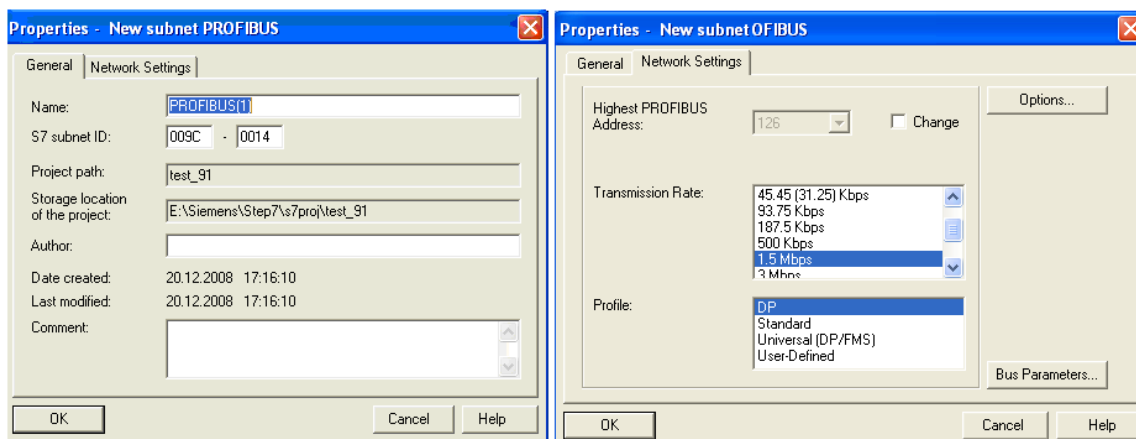 Properties - New subnet PROFIBUS
General Network Settings
Name: PROFIBUS(1)
S7 subnet ID: 009C - 0014
Project path: test_91
Storage location
of the project: E:\Siemens\Step7\s7proj\test_91
Author:
Date created: 20.12.2008 17:16:10
Last modified: 20.12.2008 17:16:10
Comment:
OK Cancel Help
Properties - New subnet OFIBUS
General Network Settings
Highest PROFIBUS
Address: 126 Change
Options...
Transmission Rate: 45.45 (31.25) Kbps
93.75 Kbps
187.5 Kbps
500 Kbps
1.5 Mbps
3 Mbps
Profile: DP
Standard
Universal (DP/FMS)
User-Defined
Bus Parameters...
OK Cancel Help